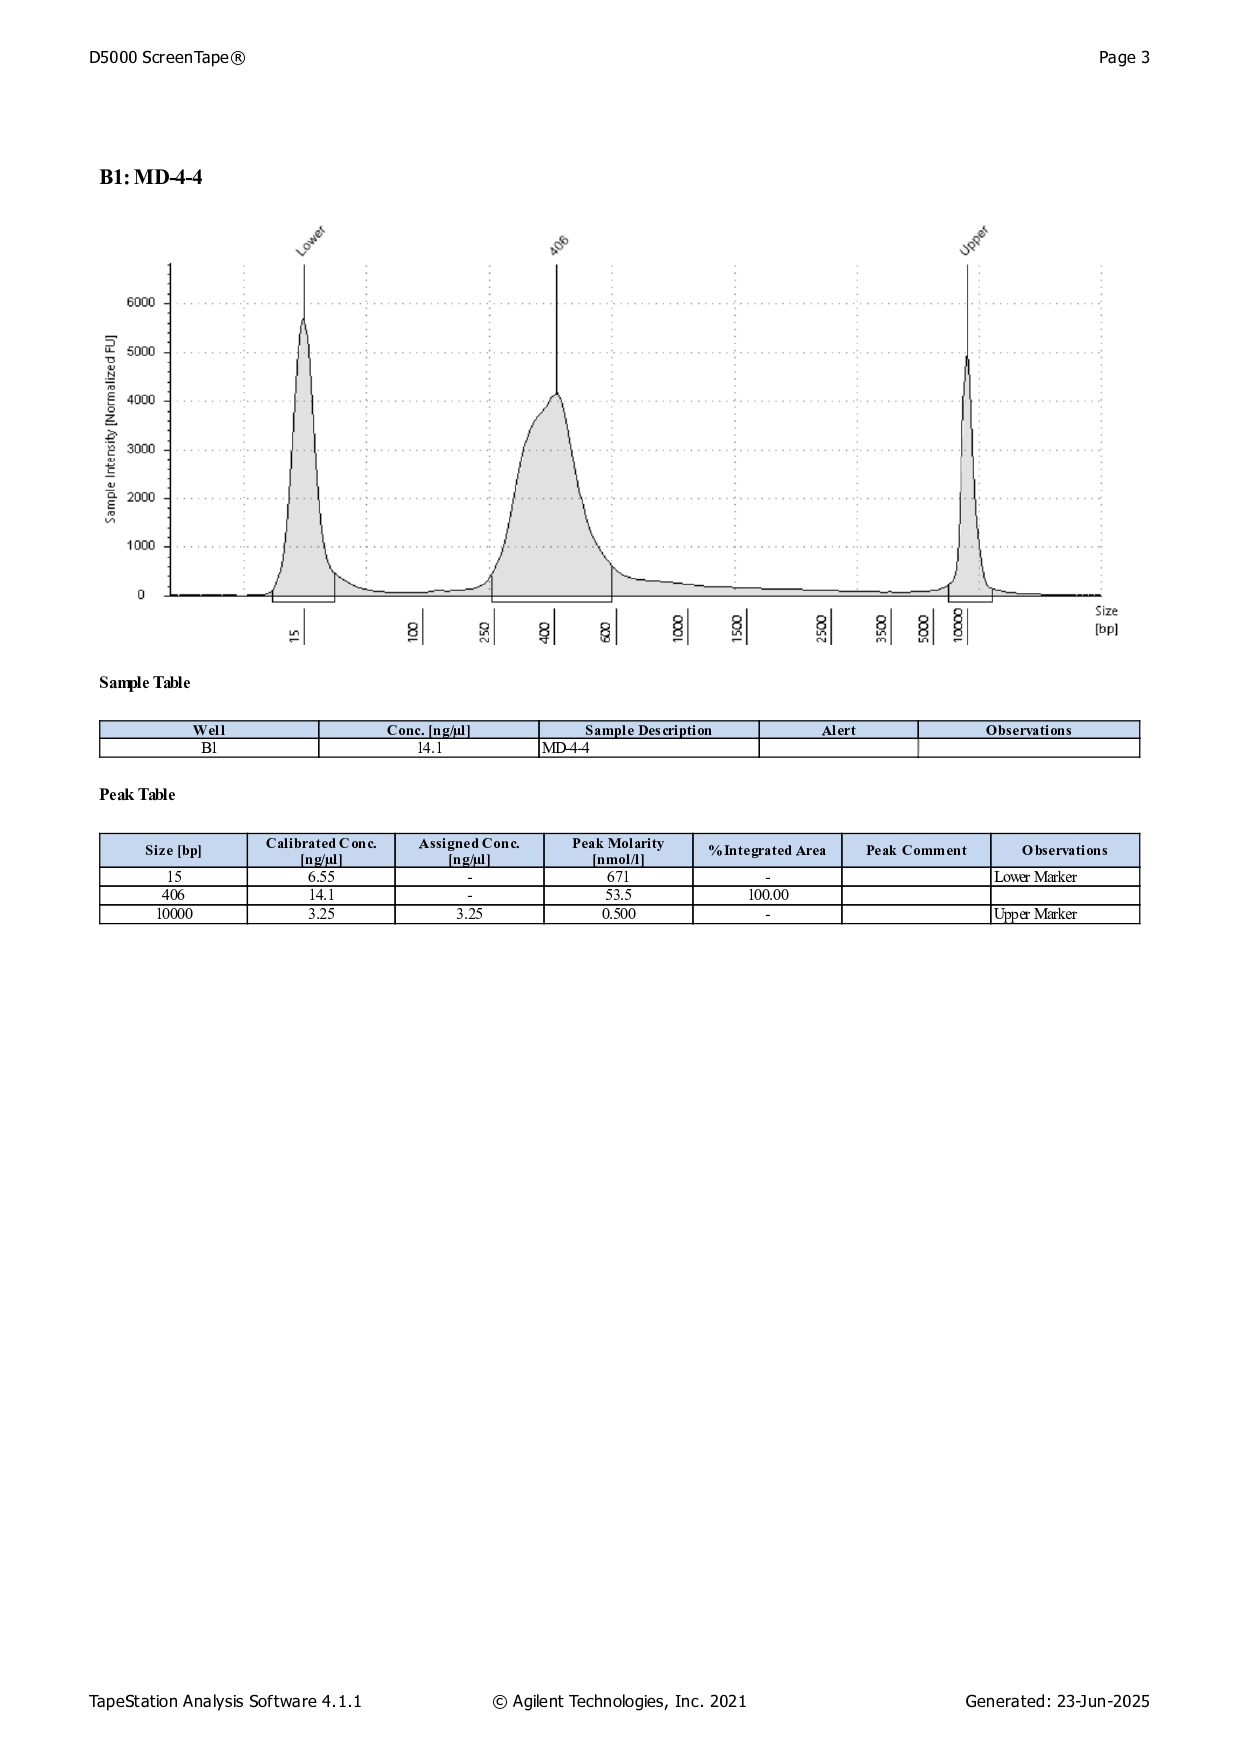 D5000 ScreenTape® Page 3
B1: MD-4-4
Lower 406 Upper
Sample Intensity [Normalized FU]
6000
5000
4000
3000
2000
1000
0
15 100 250 400 600 1000 1500 2500 3500 5000 10000 Size [bp]
Sample Table
Well Conc. [ng/µl] Sample Description Alert Observations
B1 14.1 MD-4-4
Peak Table
Size [bp] Calibrated Conc. [ng/µl] Assigned Conc. [ng/µl] Peak Molarity [nmol/l] % Integrated Area Peak Comment Observations
15 6.55 - 671 - Lower Marker
406 14.1 - 53.5 100.00
10000 3.25 3.25 0.500 - Upper Marker
TapeStation Analysis Software 4.1.1 © Agilent Technologies, Inc. 2021 Generated: 23-Jun-2025